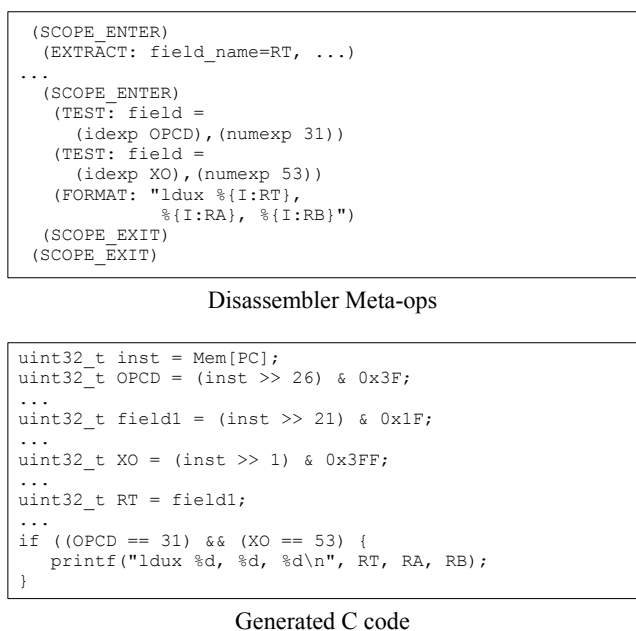 (SCOPE_ENTER)
(EXTRACT: field_name=RT, ...)
...
(SCOPE_ENTER)
(TEST: field =
(idexp OPCD),(numexp 31))
(TEST: field =
(idexp XO),(numexp 53))
(FORMAT: "ldux %{I:RT},
%{I:RA}, %{I:RB}")
(SCOPE_EXIT)
(SCOPE_EXIT)
Disassembler Meta-ops
uint32_t inst = Mem[PC];
uint32_t OPCD = (inst >> 26) & 0x3F;
...
uint32_t field1 = (inst >> 21) & 0x1F;
...
uint32_t XO = (inst >> 1) & 0x3FF;
...
uint32_t RT = field1;
...
if ((OPCD == 31) && (XO == 53) {
printf("ldux %d, %d, %d\n", RT, RA, RB);
}
Generated C code